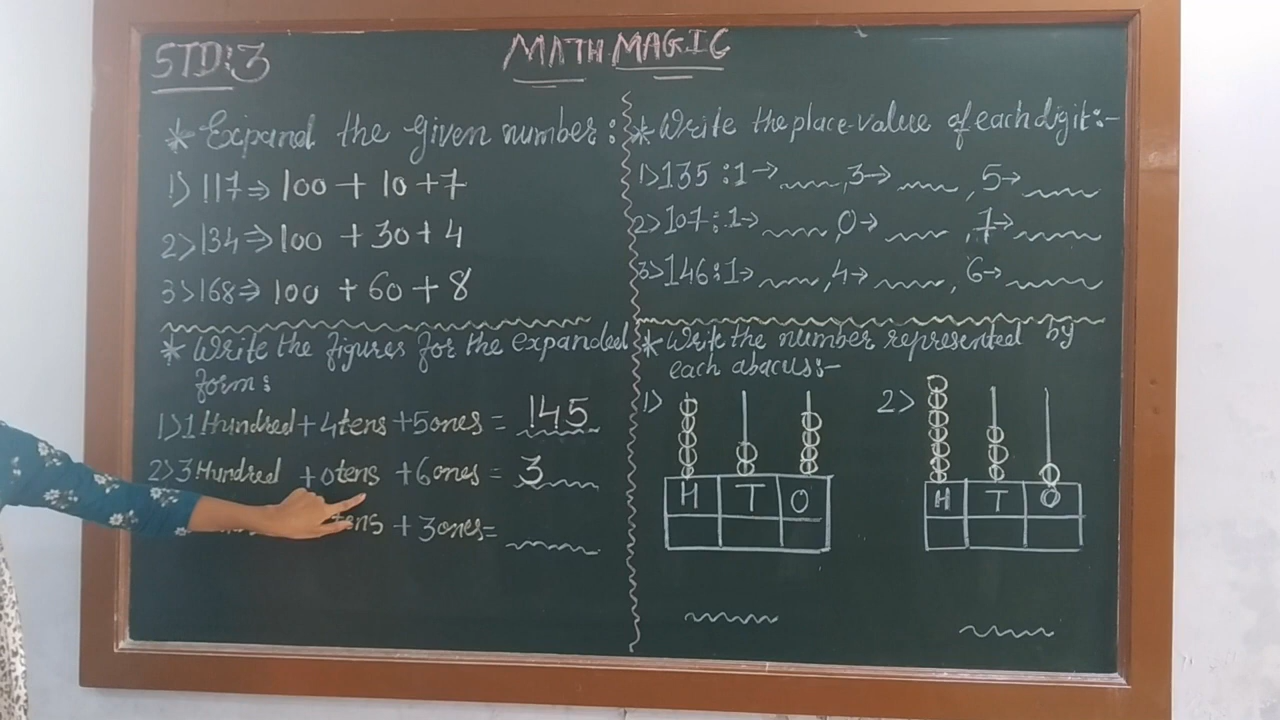 STD:3
MATH MAGIC
* Expand the given number:
1) 117 ⇒ 100 + 10 + 7
2) 134 ⇒ 100 + 30 + 4
3) 168 ⇒ 100 + 60 + 8
* Write the figures for the expanded
form:
1) 1 Hundred + 4 tens + 5 ones = 145
2) 3 Hundred + 0 tens + 6 ones = 3
tens + 3 ones =
* Write the place-value of each digit:-
1) 135 : 1→ , 3→ , 5→
2) 107 : 1→ , 0→ , 7→
3) 146 : 1→ , 4→ , 6→
* Write the number represented by
each abacus:-
1) 2)
H T O H T O